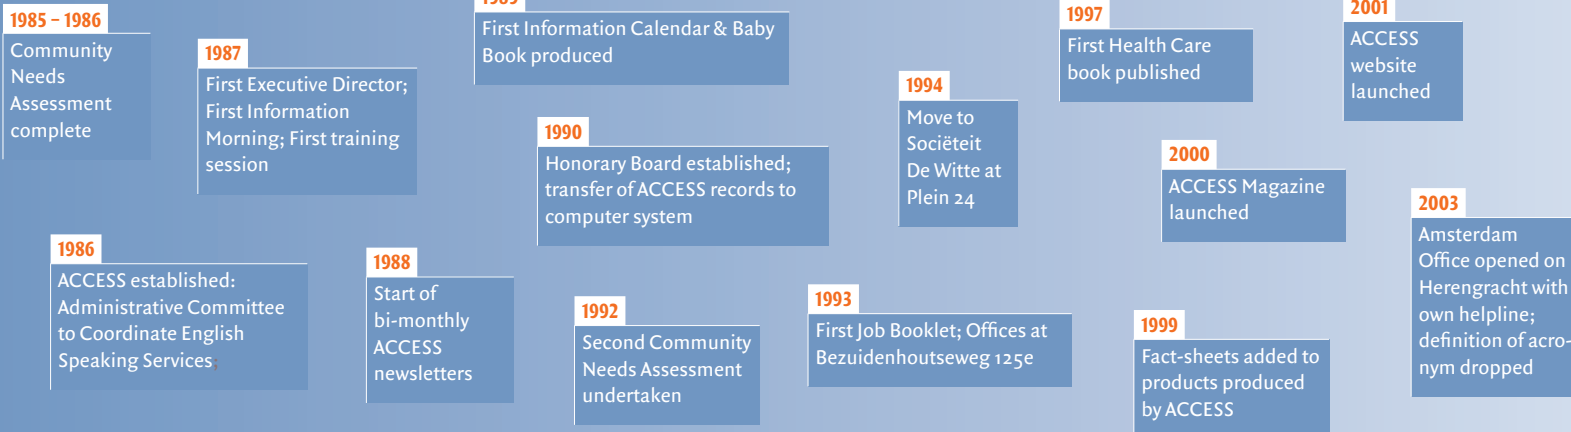 1985 – 1986
Community
Needs
Assessment
complete
1986
ACCESS established:
Administrative Committee
to Coordinate English
Speaking Services;
1987
First Executive Director;
First Information
Morning; First training
session
1988
Start of
bi-monthly
ACCESS
newsletters
1989
First Information Calendar & Baby
Book produced
1990
Honorary Board established;
transfer of ACCESS records to
computer system
1992
Second Community
Needs Assessment
undertaken
1993
First Job Booklet; Offices at
Bezuidenhoutseweg 125e
1994
Move to
Sociëteit
De Witte at
Plein 24
1997
First Health Care
book published
1999
Fact-sheets added to
products produced
by ACCESS
2000
ACCESS Magazine
launched
2001
ACCESS
website
launched
2003
Amsterdam
Office opened on
Herengracht with
own helpline;
definition of acro-
nym dropped